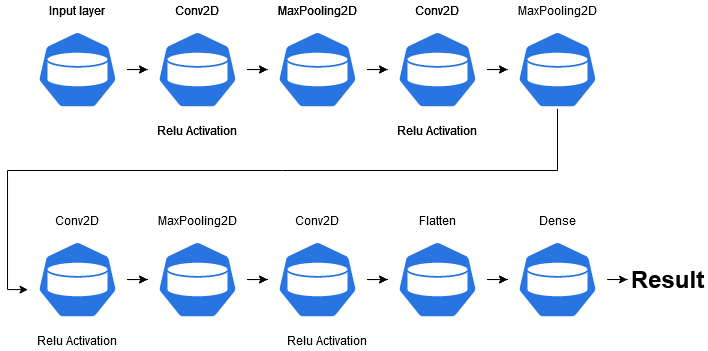 Input layer
Conv2D
MaxPooling2D
Conv2D
MaxPooling2D
Relu Activation
Relu Activation
Conv2D
MaxPooling2D
Conv2D
Flatten
Dense
Result
Relu Activation
Relu Activation